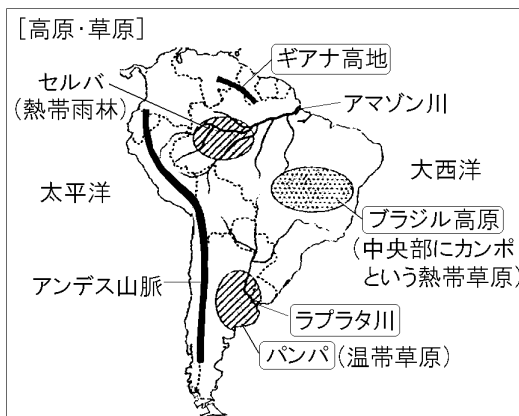 [高原・草原]
ギアナ高地
セルバ
(熱帯雨林)
アマゾン川
太平洋
大西洋
ブラジル高原
(中央部にカンポ
という熱帯草原)
アンデス山脈
ラプラタ川
パンパ(温帯草原)